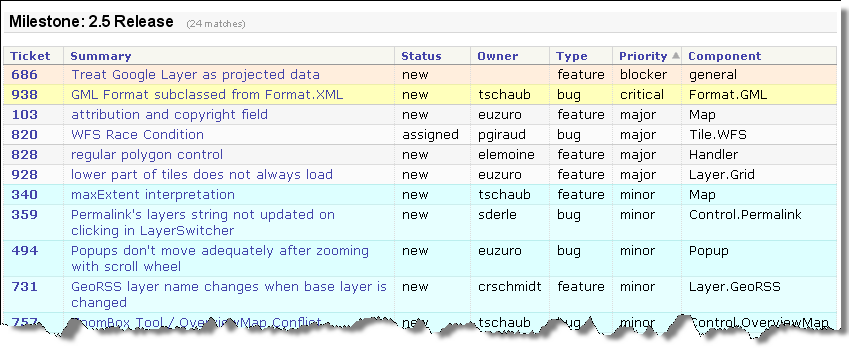 Milestone: 2.5 Release (24 matches)
Ticket Summary Status Owner Type Priority Component
686 Treat Google Layer as projected data new feature blocker general
938 GML Format subclassed from Format.XML new tschaub bug critical Format.GML
103 attribution and copyright field new euzuro feature major Map
820 WFS Race Condition assigned pgiraud bug major Tile.WFS
828 regular polygon control new elemoine feature major Handler
928 lower part of tiles does not always load new euzuro feature major Layer.Grid
340 maxExtent interpretation new tschaub feature minor Map
359 Permalink's layers string not updated on new sderle bug minor Control.Permalink
clicking in LayerSwitcher
494 Popups don't move adequately after zooming new euzuro bug minor Popup
with scroll wheel
731 GeoRSS layer name changes when base layer is new crschmidt feature minor Layer.GeoRSS
changed
757 ZoomBox Tool / OverviewMap Conflict new tschaub bug minor Control.OverviewMap